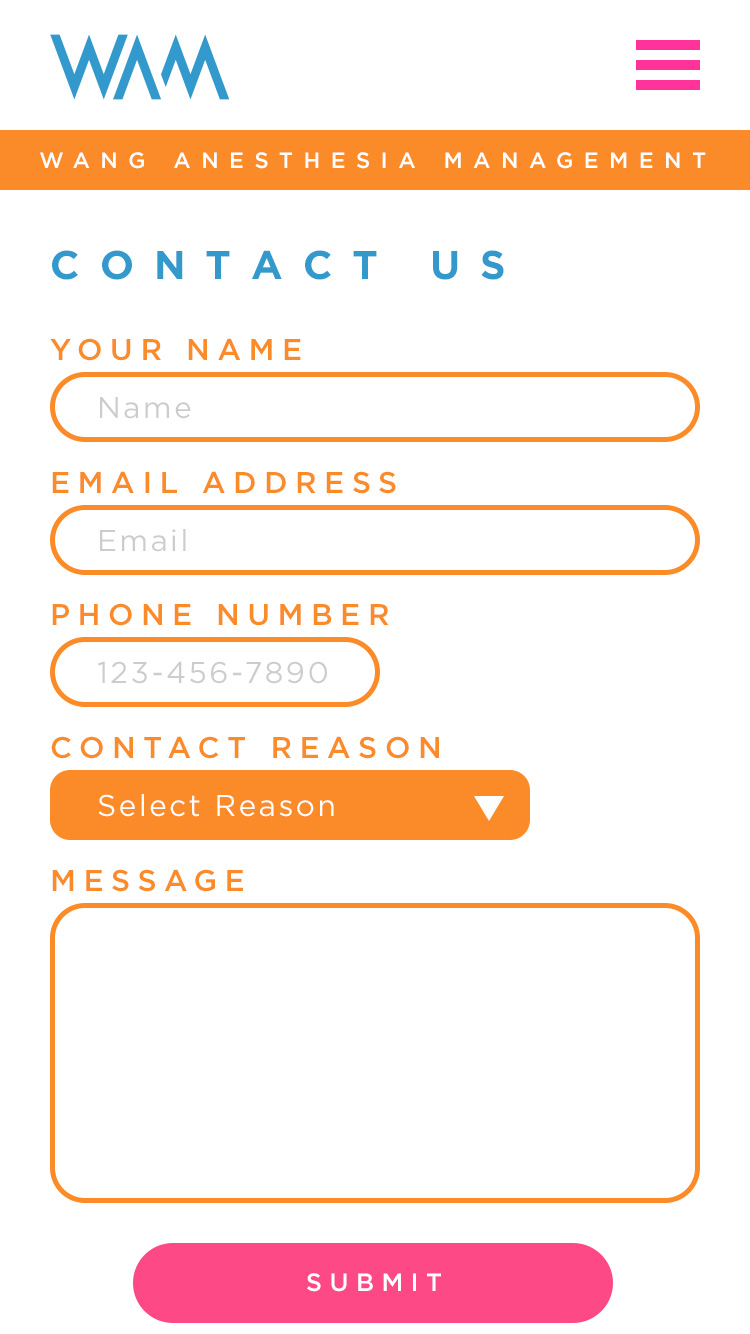 WAM
WANG ANESTHESIA MANAGEMENT
CONTACT US
YOUR NAME
Name
EMAIL ADDRESS
Email
PHONE NUMBER
123-456-7890
CONTACT REASON
Select Reason
MESSAGE
SUBMIT